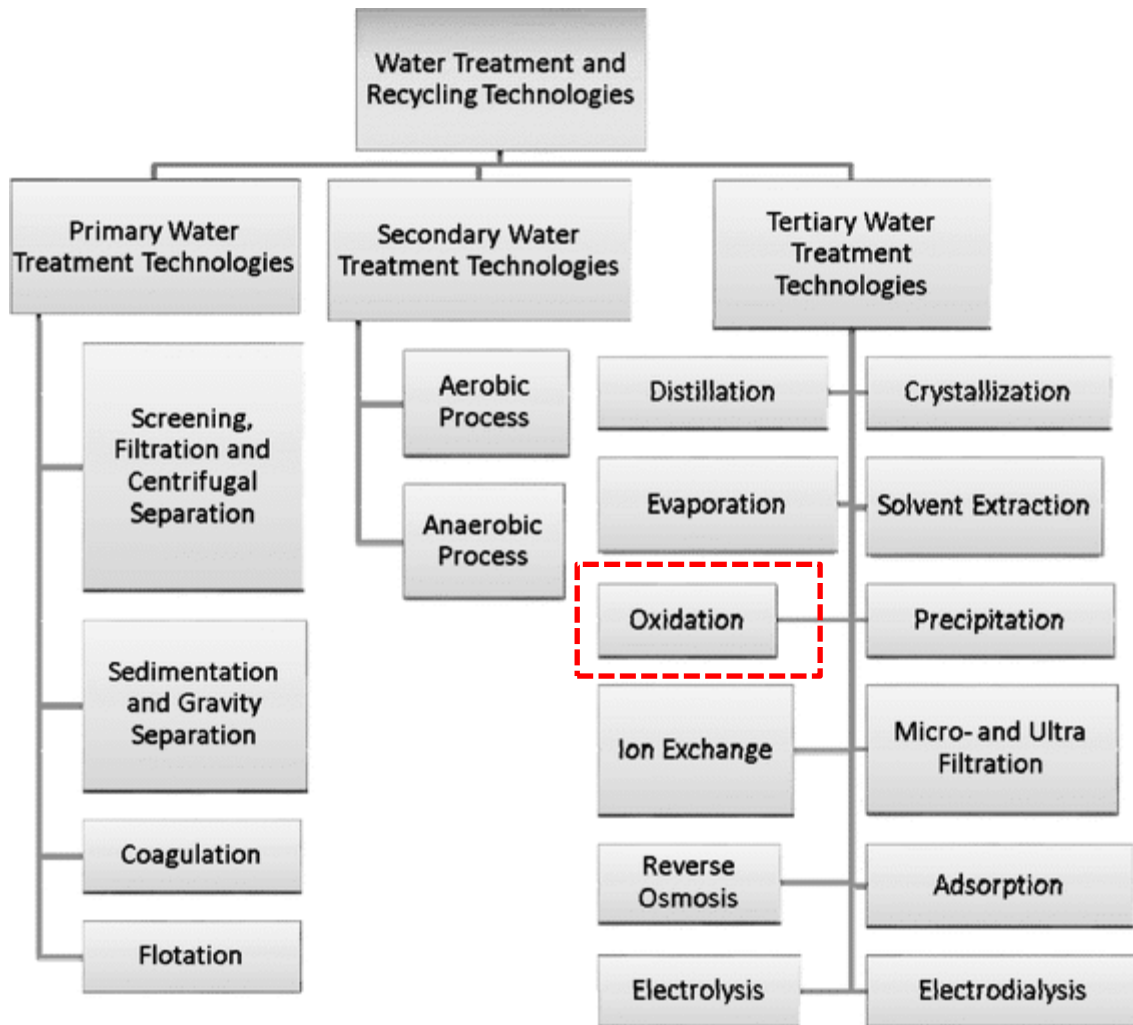 Water Treatment and
Recycling Technologies
Primary Water
Treatment Technologies
Secondary Water
Treatment Technologies
Tertiary Water
Treatment
Technologies
Screening,
Filtration and
Centrifugal
Separation
Sedimentation
and Gravity
Separation
Coagulation
Flotation
Aerobic
Process
Anaerobic
Process
Distillation
Crystallization
Evaporation
Solvent Extraction
Oxidation
Precipitation
Ion Exchange
Micro- and Ultra
Filtration
Reverse
Osmosis
Adsorption
Electrolysis
Electrodialysis